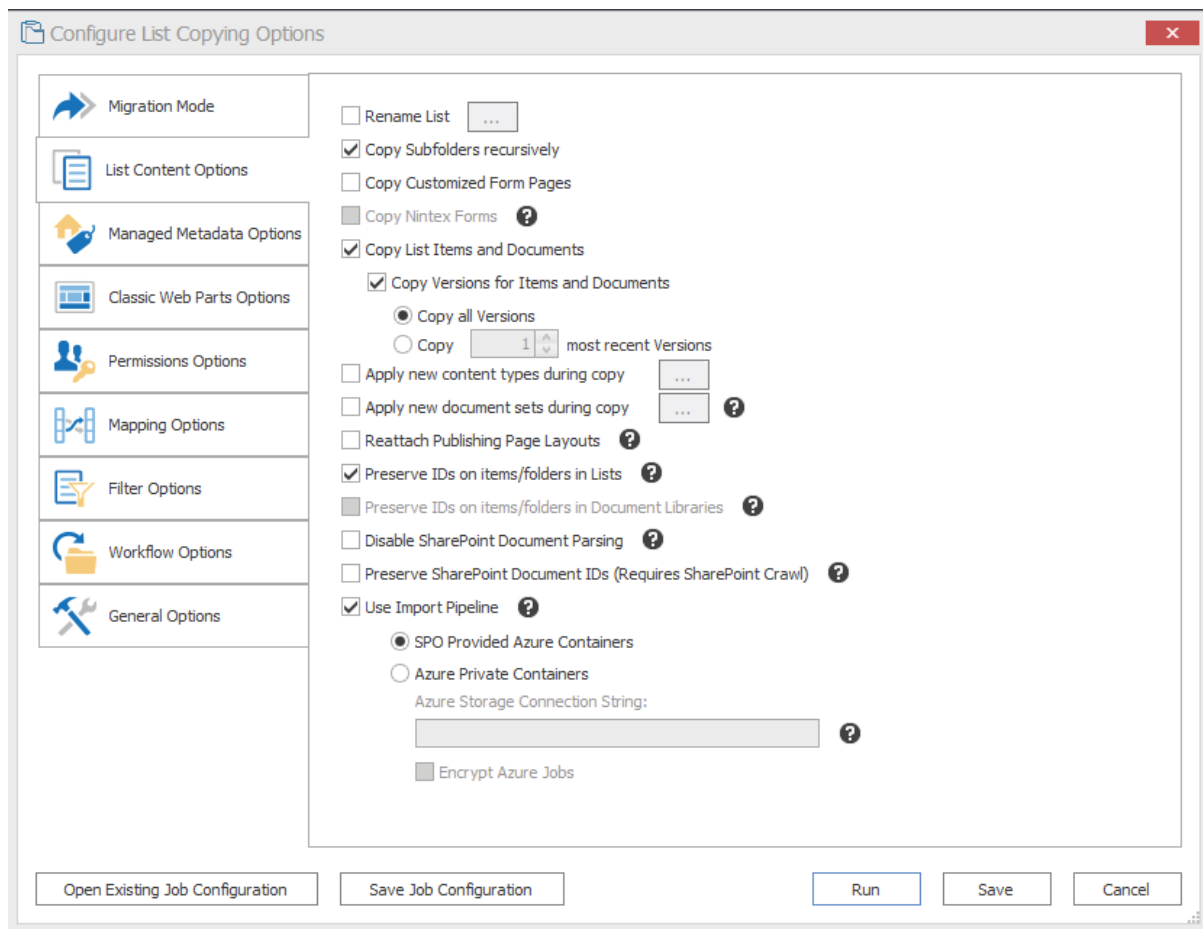 Configure List Copying Options
Migration Mode
List Content Options
Managed Metadata Options
Classic Web Parts Options
Permissions Options
Mapping Options
Filter Options
Workflow Options
General Options
Rename List ...
Copy Subfolders recursively
Copy Customized Form Pages
Copy Nintex Forms ?
Copy List Items and Documents
Copy Versions for Items and Documents
Copy all Versions
Copy 1 most recent Versions
Apply new content types during copy ...
Apply new document sets during copy ... ?
Reattach Publishing Page Layouts ?
Preserve IDs on items/folders in Lists ?
Preserve IDs on items/folders in Document Libraries ?
Disable SharePoint Document Parsing ?
Preserve SharePoint Document IDs (Requires SharePoint Crawl) ?
Use Import Pipeline ?
SPO Provided Azure Containers
Azure Private Containers
Azure Storage Connection String:
?
Encrypt Azure Jobs
Open Existing Job Configuration Save Job Configuration Run Save Cancel